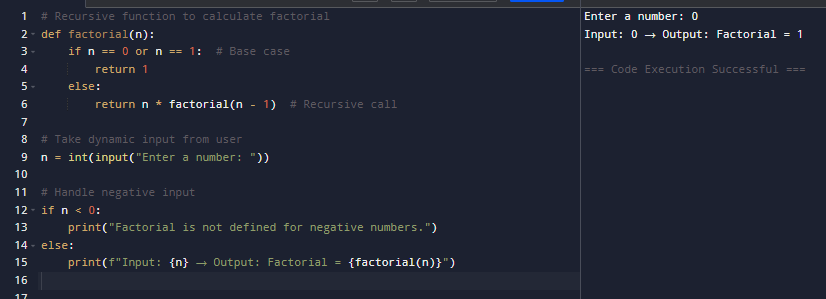 1 # Recursive function to calculate factorial
2 def factorial(n):
3     if n == 0 or n == 1:  # Base case
4         return 1
5     else:
6         return n * factorial(n - 1)  # Recursive call
7
8 # Take dynamic input from user
9 n = int(input("Enter a number: "))
10
11 # Handle negative input
12 if n < 0:
13     print("Factorial is not defined for negative numbers.")
14 else:
15     print(f"Input: {n} → Output: Factorial = {factorial(n)}")
16
17
Enter a number: 0
Input: 0 → Output: Factorial = 1
=== Code Execution Successful ===